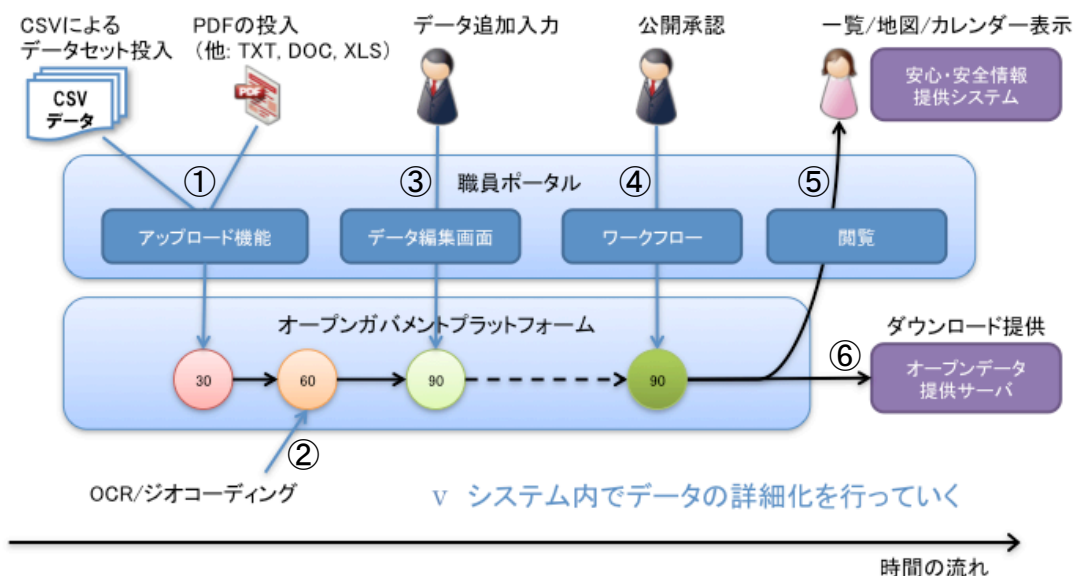 CSVによる
データセット投入
PDFの投入
（他: TXT, DOC, XLS）
データ追加入力
公開承認
一覧/地図/カレンダー表示
CSV
データ
PDF
安心・安全情報
提供システム
①
③
職員ポータル
④
⑤
アップロード機能
データ編集画面
ワークフロー
閲覧
オープンガバメントプラットフォーム
ダウンロード提供
30
60
90
90
⑥
オープンデータ
提供サーバ
②
OCR/ジオコーディング
v システム内でデータの詳細化を行っていく
時間の流れ